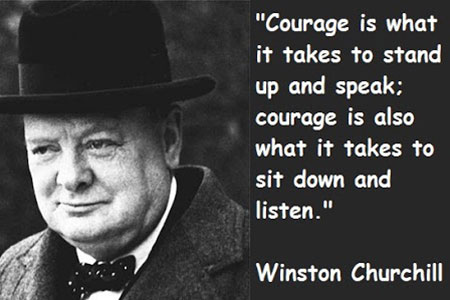 "Courage is what
it takes to stand
up and speak;
courage is also
what it takes to
sit down and
listen."
Winston Churchill